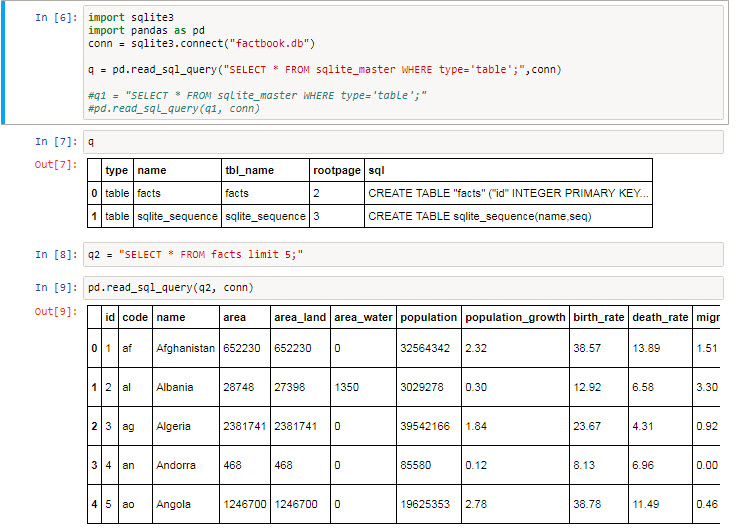 In [6]: import sqlite3
import pandas as pd
conn = sqlite3.connect("factbook.db")
q = pd.read_sql_query("SELECT * FROM sqlite_master WHERE type='table';",conn)
#q1 = "SELECT * FROM sqlite_master WHERE type='table';"
#pd.read_sql_query(q1, conn)
In [7]: q
Out[7]:
type name tbl_name rootpage sql
0 table facts facts 2 CREATE TABLE "facts" ("id" INTEGER PRIMARY KEY...
1 table sqlite_sequence sqlite_sequence 3 CREATE TABLE sqlite_sequence(name,seq)
In [8]: q2 = "SELECT * FROM facts limit 5;"
In [9]: pd.read_sql_query(q2, conn)
Out[9]:
id code name area area_land area_water population population_growth birth_rate death_rate migr
0 1 af Afghanistan 652230 652230 0 32564342 2.32 38.57 13.89 1.51
1 2 al Albania 28748 27398 1350 3029278 0.30 12.92 6.58 3.30
2 3 ag Algeria 2381741 2381741 0 39542166 1.84 23.67 4.31 0.92
3 4 an Andorra 468 468 0 85580 0.12 8.13 6.96 0.00
4 5 ao Angola 1246700 1246700 0 19625353 2.78 38.78 11.49 0.46